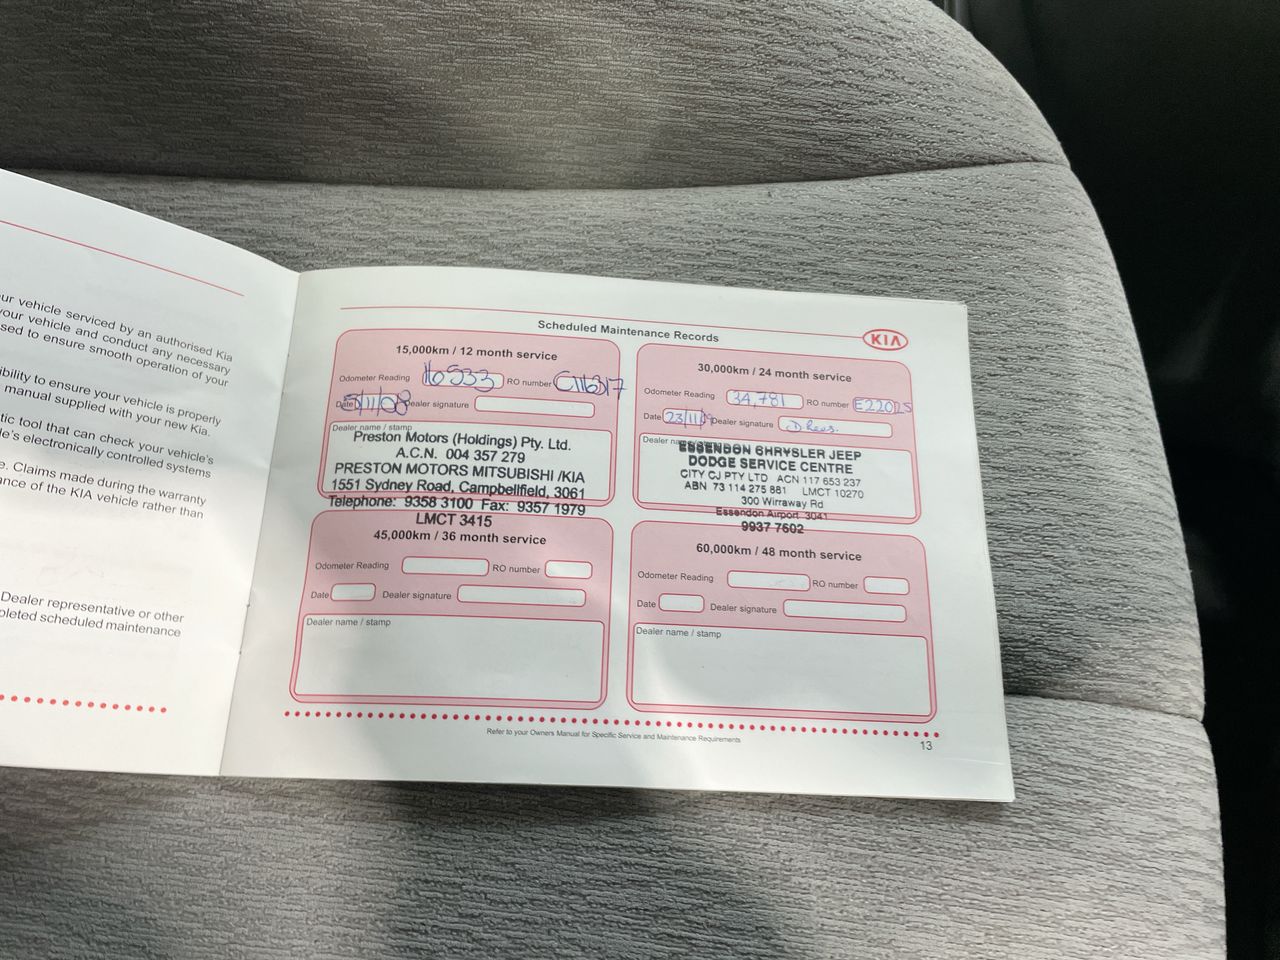 ur vehicle serviced by an authorised Kia
your vehicle and conduct any necessary
sed to ensure smooth operation of your
ibility to ensure your vehicle is properly
manual supplied with your new Kia.
tic tool that can check your vehicle's
le's electronically controlled systems
e. Claims made during the warranty
ance of the KIA vehicle rather than
Dealer representative or other
pleted scheduled maintenance
Scheduled Maintenance Records
KIA
15,000km / 12 month service
Odometer Reading 16533 RO number C116317
Date 5/11/08 Dealer signature
Dealer name / stamp
Preston Motors (Holdings) Pty. Ltd.
A.C.N. 004 357 279
PRESTON MOTORS MITSUBISHI /KIA
1551 Sydney Road, Campbellfield, 3061
Telephone: 9358 3100 Fax: 9357 1979
LMCT 3415
30,000km / 24 month service
Odometer Reading 34,781 RO number E22025
Date 23/11/09 Dealer signature
Dealer name / stamp
ESSENDON CHRYSLER JEEP
DODGE SERVICE CENTRE
CITY CJ PTY LTD ACN 117 653 237
ABN 73 114 275 881 LMCT 10270
300 Wirraway Rd
Essendon Airport 3041
9937 7602
45,000km / 36 month service
Odometer Reading RO number
Date Dealer signature
Dealer name / stamp
60,000km / 48 month service
Odometer Reading RO number
Date Dealer signature
Dealer name / stamp
Refer to your Owners Manual for Specific Service and Maintenance Requirements
13